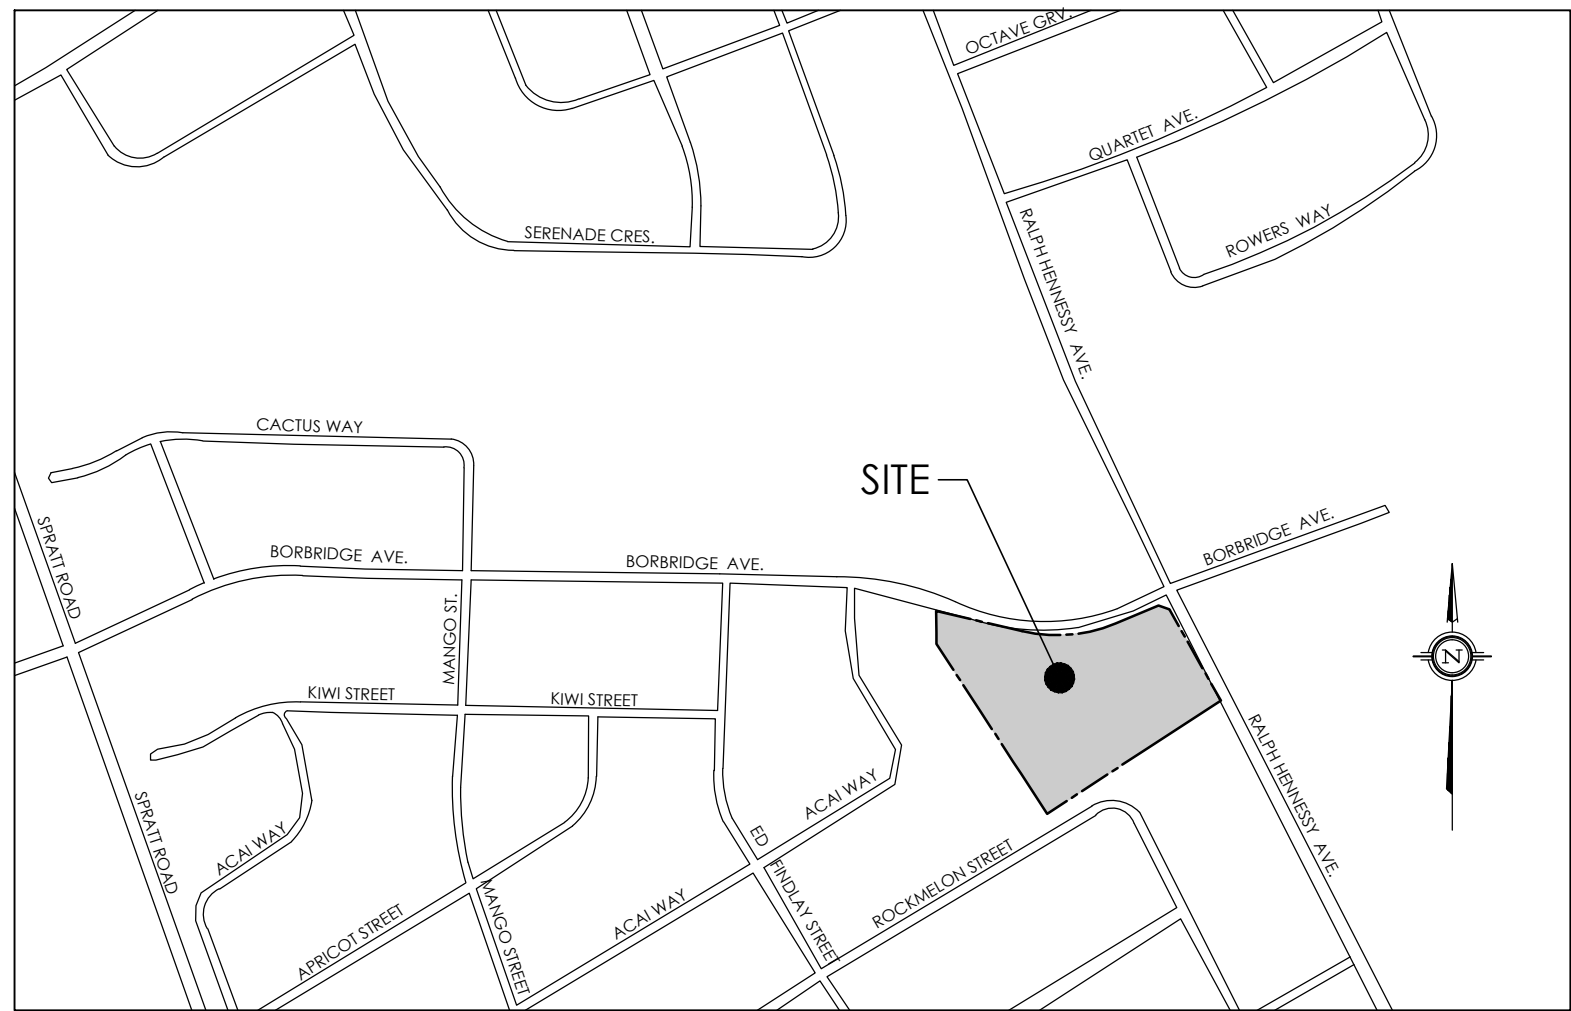 OCTAVE GRV.
QUARTET AVE.
RALPH HENNESSY AVE.
ROWERS WAY
SERENADE CRES.
CACTUS WAY
SITE
SPRATT ROAD
BORBRIDGE AVE.
BORBRIDGE AVE.
BORBRIDGE AVE.
MANGO ST.
KIWI STREET
KIWI STREET
N
SPRATT ROAD
ACAI WAY
ACAI WAY
RALPH HENNESSY AVE.
ED FINDLAY STREET
ROCKMELON STREET
APRICOT STREET
MANGO STREET
ACAI WAY